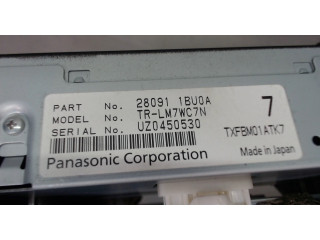 PART No. 28091 1BU0A
MODEL No. TR-LM7WC7N
SERIAL No. UZ0450530
7
TXFBM01ATK7
Panasonic Corporation
Made in Japan